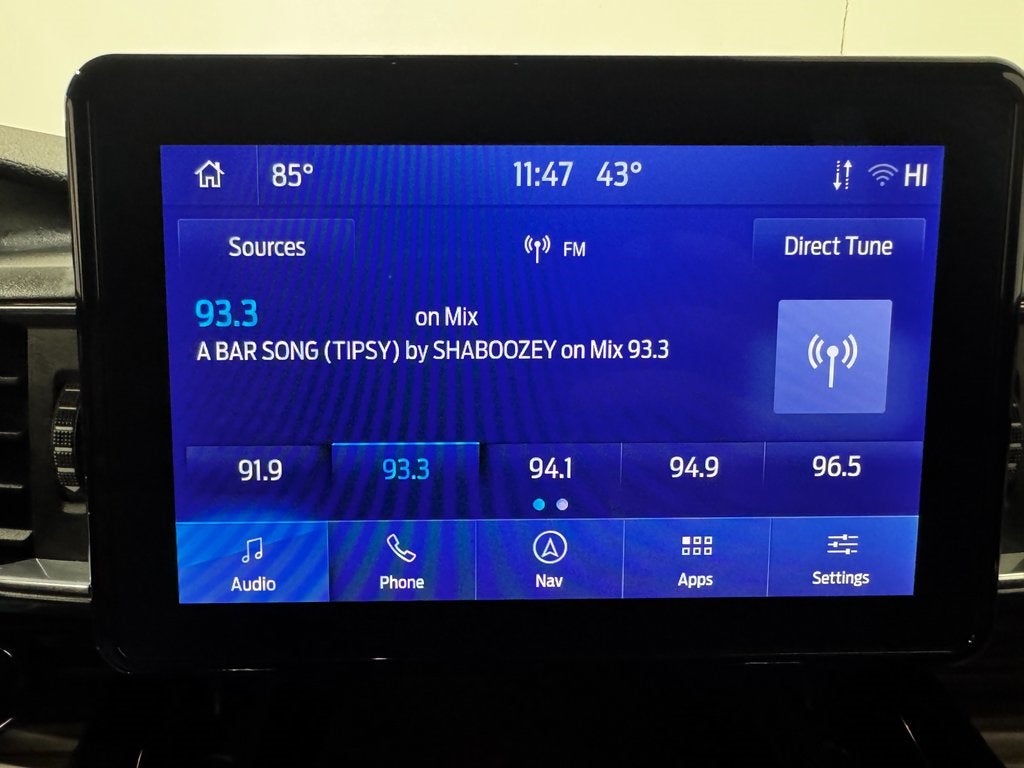 85° 11:47 43° HI
Sources FM Direct Tune
93.3 on Mix
A BAR SONG (TIPSY) by SHABOOZEY on Mix 93.3
91.9 93.3 94.1 94.9 96.5
Audio Phone Nav Apps Settings